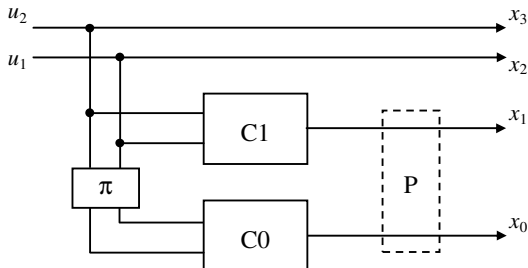 u₂ x₃
u₁ x₂
C1 x₁
π P
C0 x₀